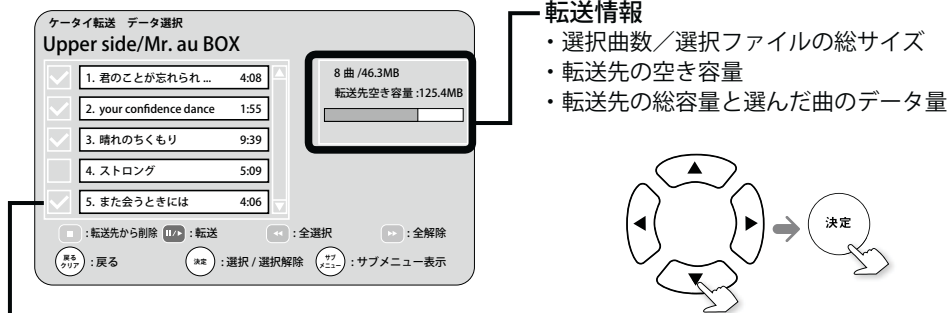 ケータイ転送 データ選択
Upper side/Mr. au BOX
1. 君のことが忘れられ ... 4:08
2. your confidence dance 1:55
3. 晴れのちくもり 9:39
4. ストロング 5:09
5. また会うときには 4:06
8 曲 /46.3MB
転送先空き容量 :125.4MB
:転送先から削除 :転送 :全選択 :全解除
戻る
クリア
:戻る
決定
:選択 / 選択解除
サブ
メニュー
:サブメニュー表示
転送情報
・選択曲数／選択ファイルの総サイズ
・転送先の空き容量
・転送先の総容量と選んだ曲のデータ量
決定